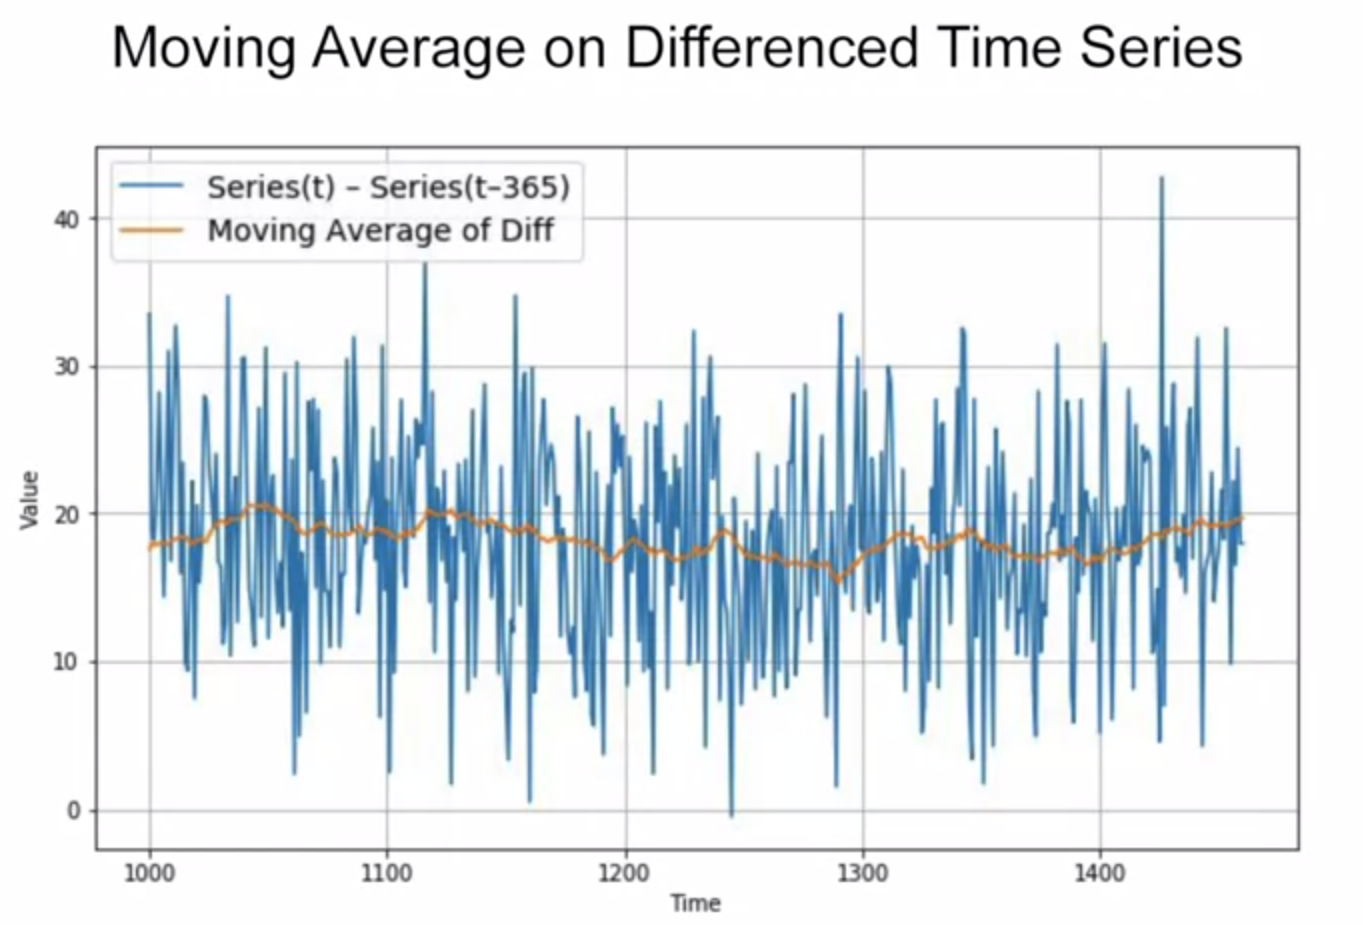 Moving Average on Differenced Time Series
Series(t) – Series(t–365)
Moving Average of Diff
40
30
20
10
0
Value
1000 1100 1200 1300 1400
Time